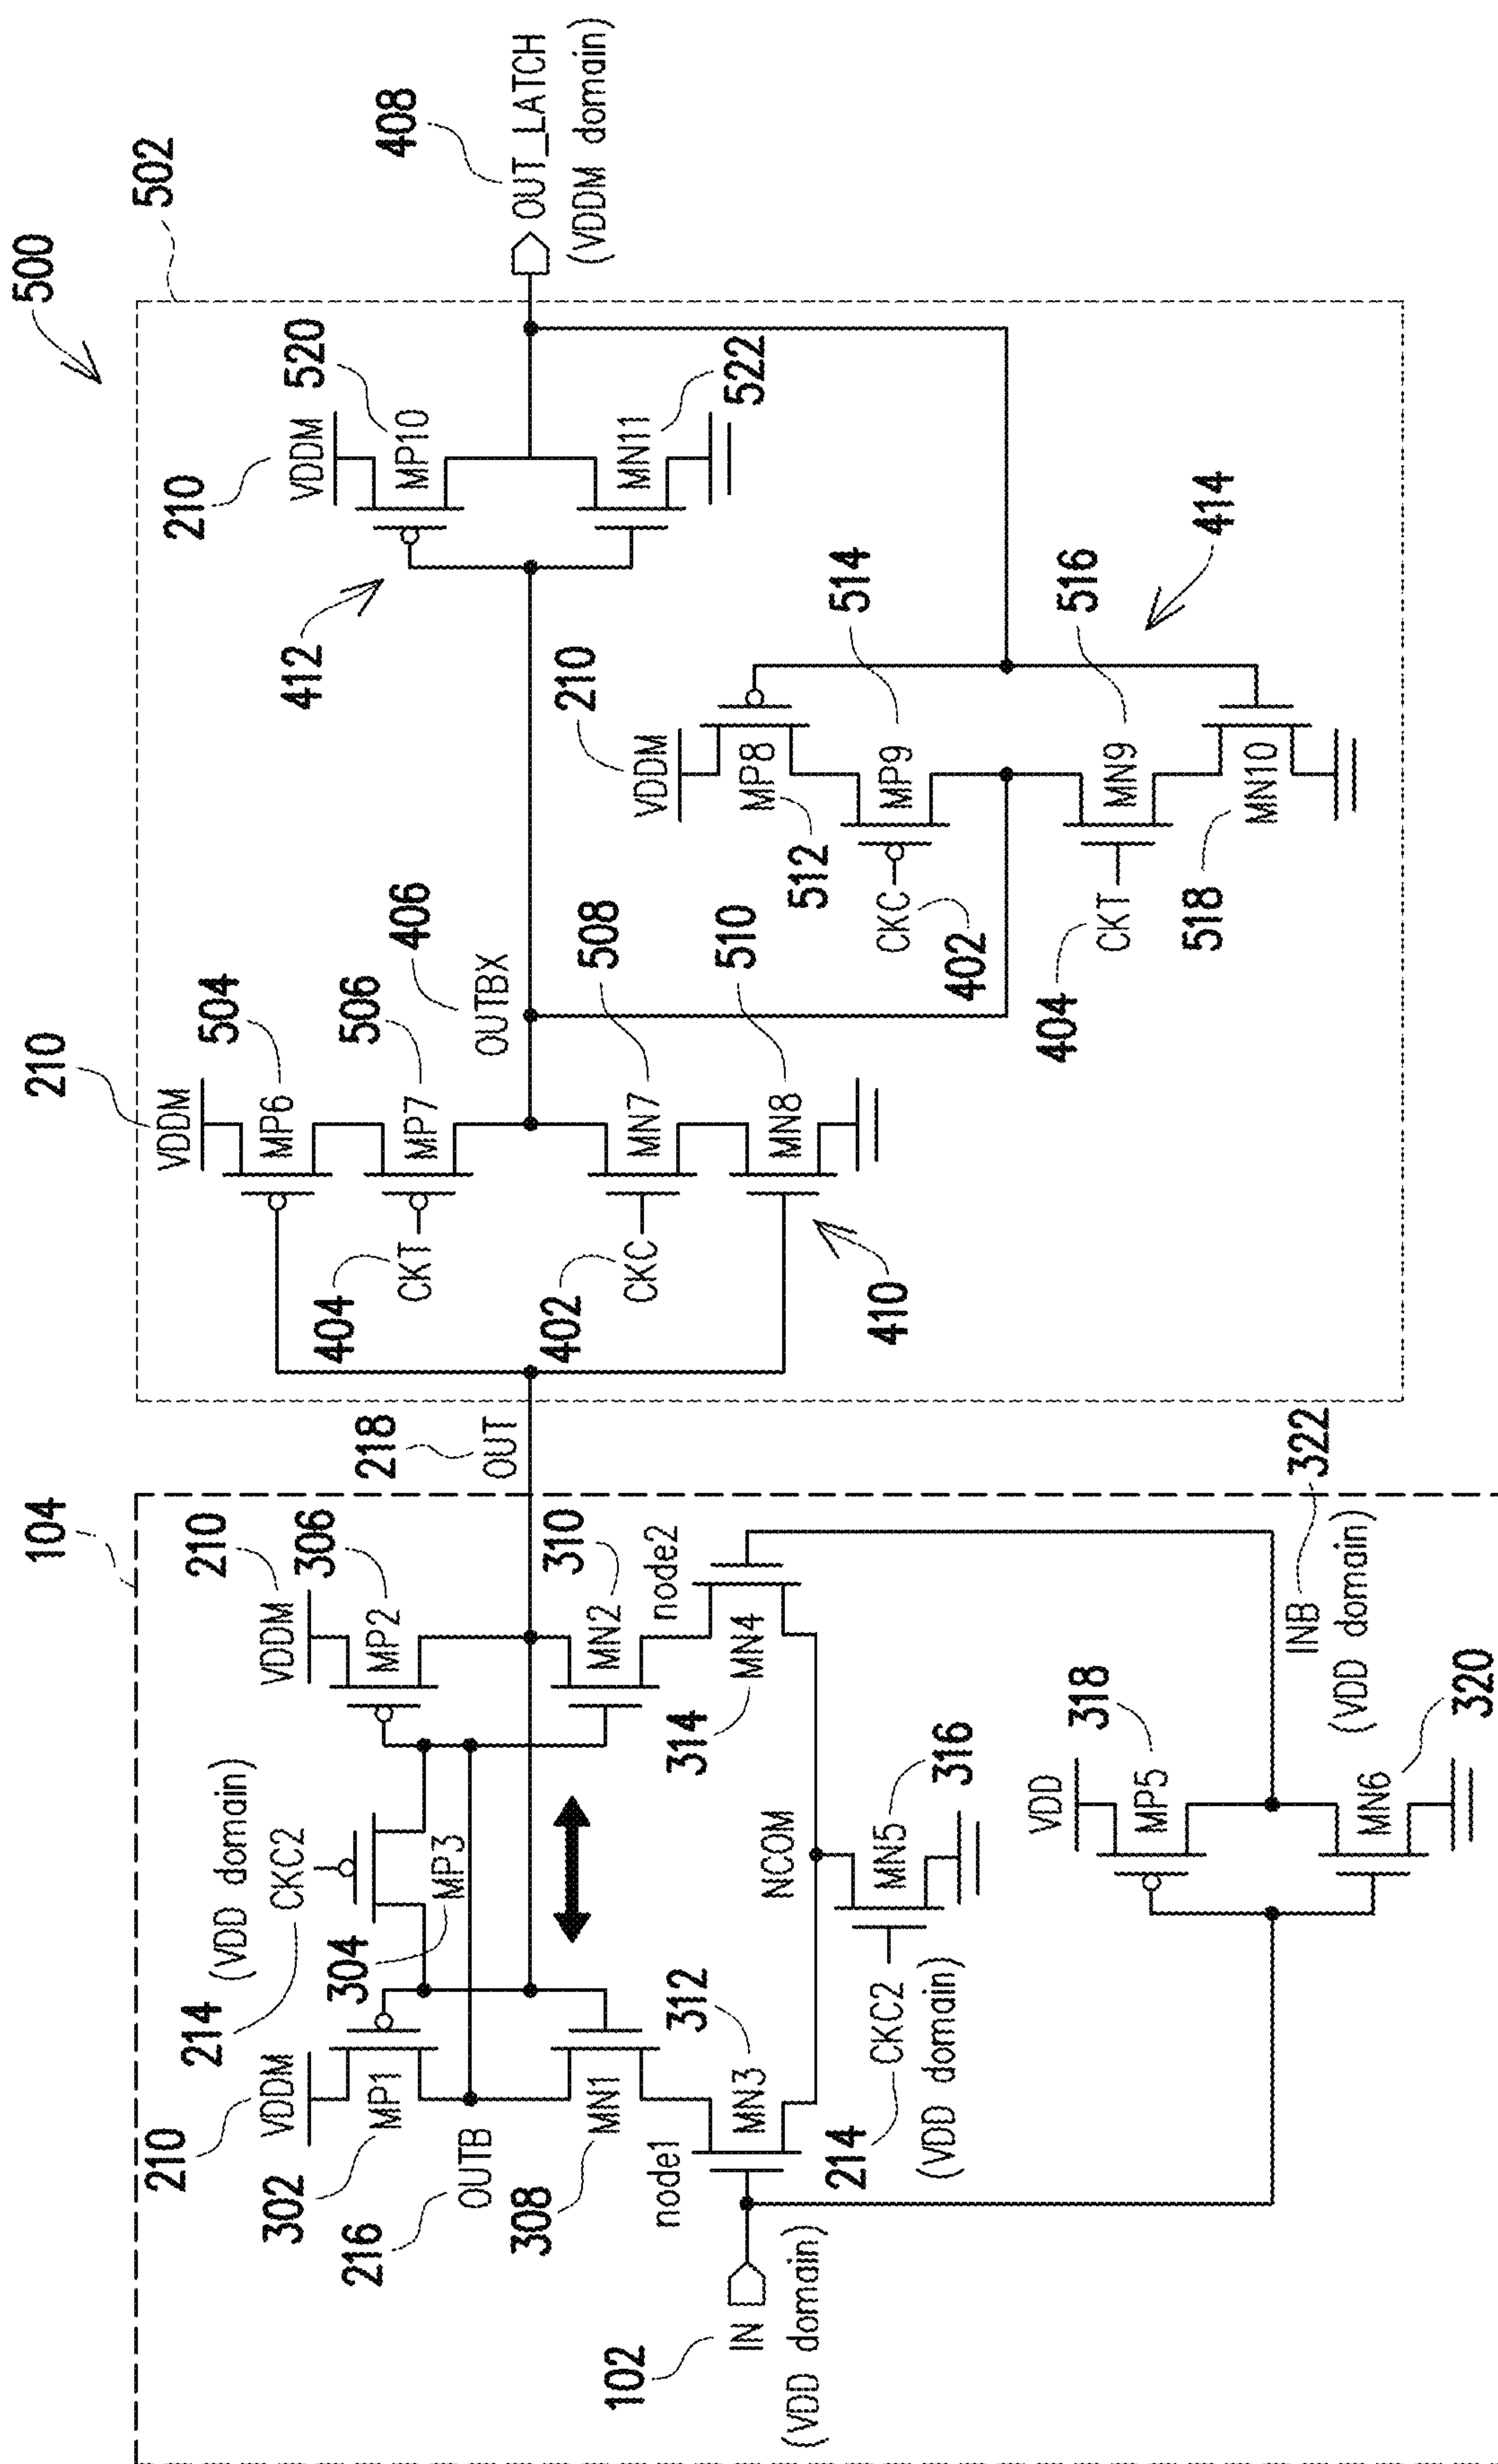 500
502
104
210
VDDM
504
MP6
506
MP7
404
CKT
402
CKC
508
MN7
510
MN8
410
406
OUTBX
412
210
VDDM
520
MP10
522
MN11
408
OUT_LATCH
(VDDM domain)
210
VDDM
512
MP8
514
MP9
CKC
402
516
MN9
CKT
404
518
MN10
414
218
OUT
210
VDDM
302
MP1
216
OUTB
308
MN1
214
CKC2
(VDD domain)
304
MP3
210
VDDM
306
MP2
310
MN2
node1
312
MN3
node2
314
MN4
NCOM
316
MN5
CKC2
214
(VDD domain)
102
IN
(VDD domain)
VDD
318
MP5
320
MN6
322
INB
(VDD domain)